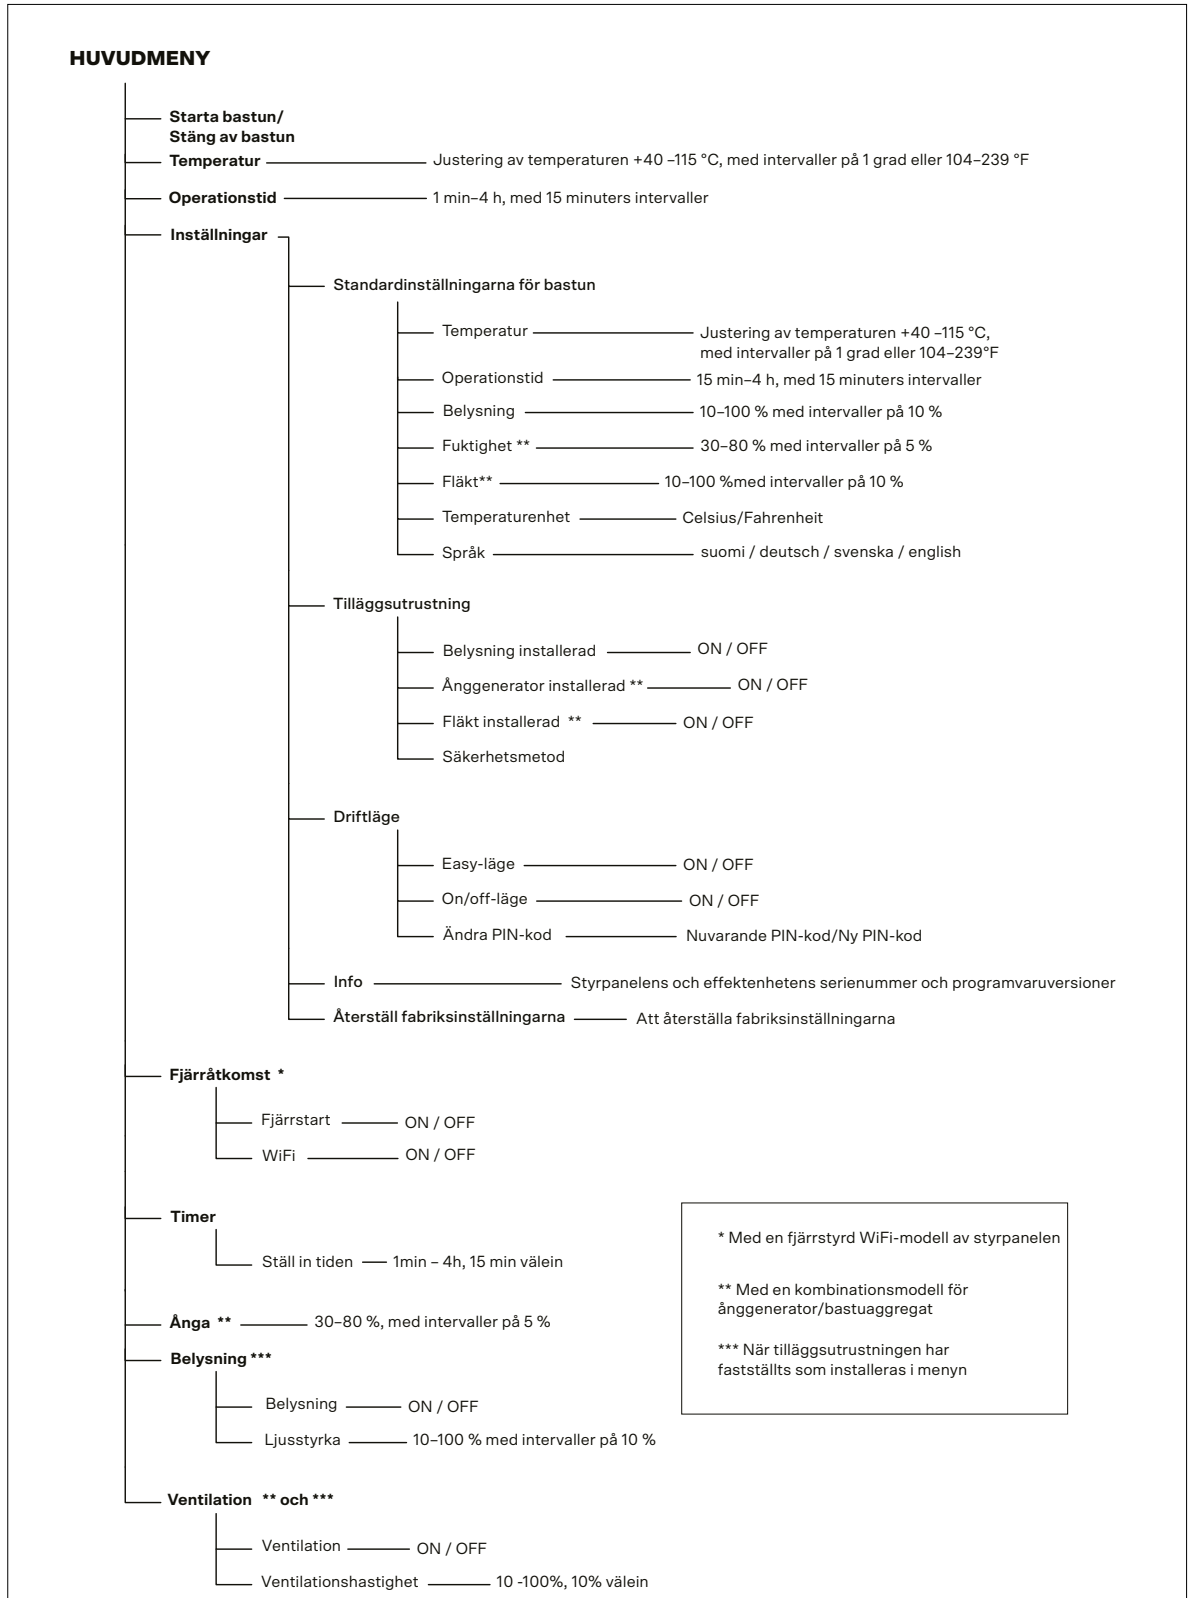 HUVUDMENY
Starta bastun/
Stäng av bastun
Temperatur Justering av temperaturen +40 –115 °C, med intervaller på 1 grad eller 104–239 °F
Operationstid 1 min–4 h, med 15 minuters intervaller
Inställningar
Standardinställningarna för bastun
Temperatur Justering av temperaturen +40 –115 °C,
med intervaller på 1 grad eller 104–239°F
Operationstid 15 min–4 h, med 15 minuters intervaller
Belysning 10–100 % med intervaller på 10 %
Fuktighet ** 30–80 % med intervaller på 5 %
Fläkt** 10–100 %med intervaller på 10 %
Temperaturenhet Celsius/Fahrenheit
Språk suomi / deutsch / svenska / english
Tilläggsutrustning
Belysning installerad ON / OFF
Ånggenerator installerad ** ON / OFF
Fläkt installerad ** ON / OFF
Säkerhetsmetod
Driftläge
Easy-läge ON / OFF
On/off-läge ON / OFF
Ändra PIN-kod Nuvarande PIN-kod/Ny PIN-kod
Info Styrpanelens och effektenhetens serienummer och programvaruversioner
Återställ fabriksinställningarna Att återställa fabriksinställningarna
Fjärråtkomst *
Fjärrstart ON / OFF
WiFi ON / OFF
Timer
Ställ in tiden 1min – 4h, 15 min välein
Ånga ** 30–80 %, med intervaller på 5 %
Belysning ***
Belysning ON / OFF
Ljusstyrka 10–100 % med intervaller på 10 %
Ventilation ** och ***
Ventilation ON / OFF
Ventilationshastighet 10 -100%, 10% välein
* Med en fjärrstyrd WiFi-modell av styrpanelen
** Med en kombinationsmodell för
ånggenerator/bastuaggregat
*** När tilläggsutrustningen har
fastställts som installeras i menyn